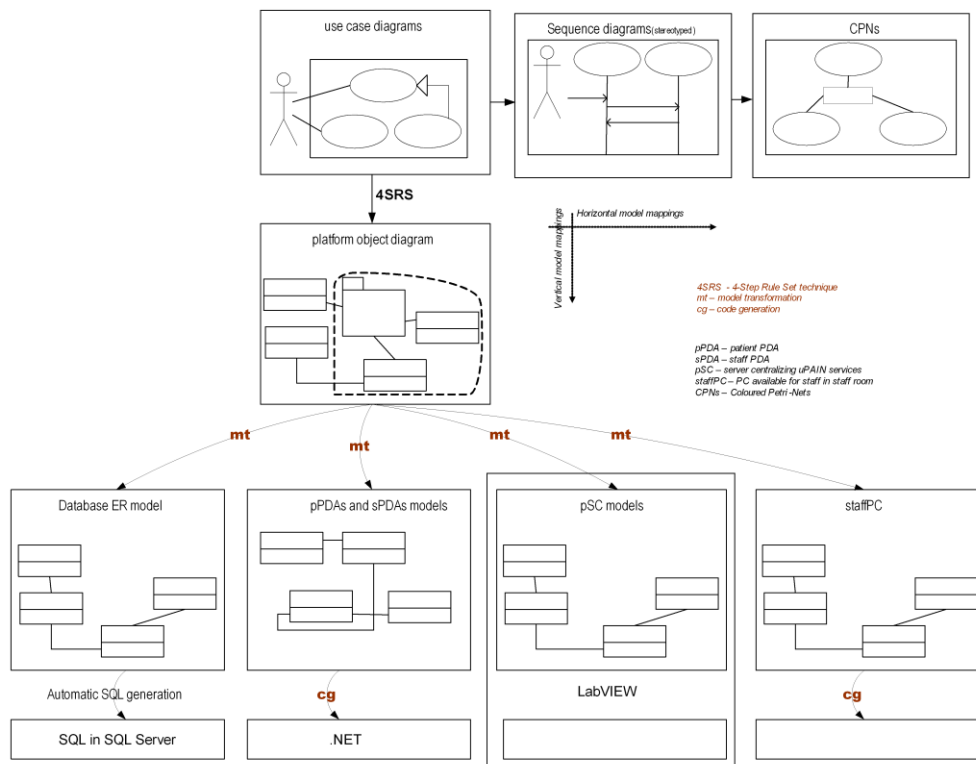 use case diagrams
Sequence diagrams(stereotyped)
CPNs
4SRS
platform object diagram
Horizontal model mappings
Vertical model mappings
4SRS - 4-Step Rule Set technique
mt – model transformation
cg – code generation
pPDA – patient PDA
sPDA – staff PDA
pSC – server centralizing uPAIN services
staffPC – PC available for staff in staff room
CPNs – Coloured Petri-Nets
mt
mt
mt
mt
Database ER model
pPDAs and sPDAs models
pSC models
staffPC
Automatic SQL generation
cg
LabVIEW
cg
SQL in SQL Server
.NET